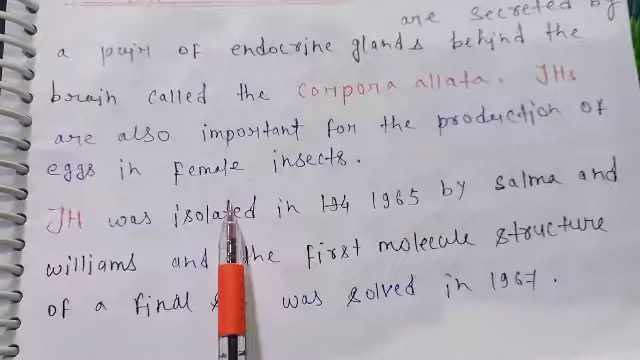 are secreted by
a pair of endocrine glands behind the
brain called the Corpora allata. JHs
are also important for the production of
eggs in female insects.
JH was isolated in 194 1965 by salma and
williams and the first molecule structure
of a final was solved in 1967.